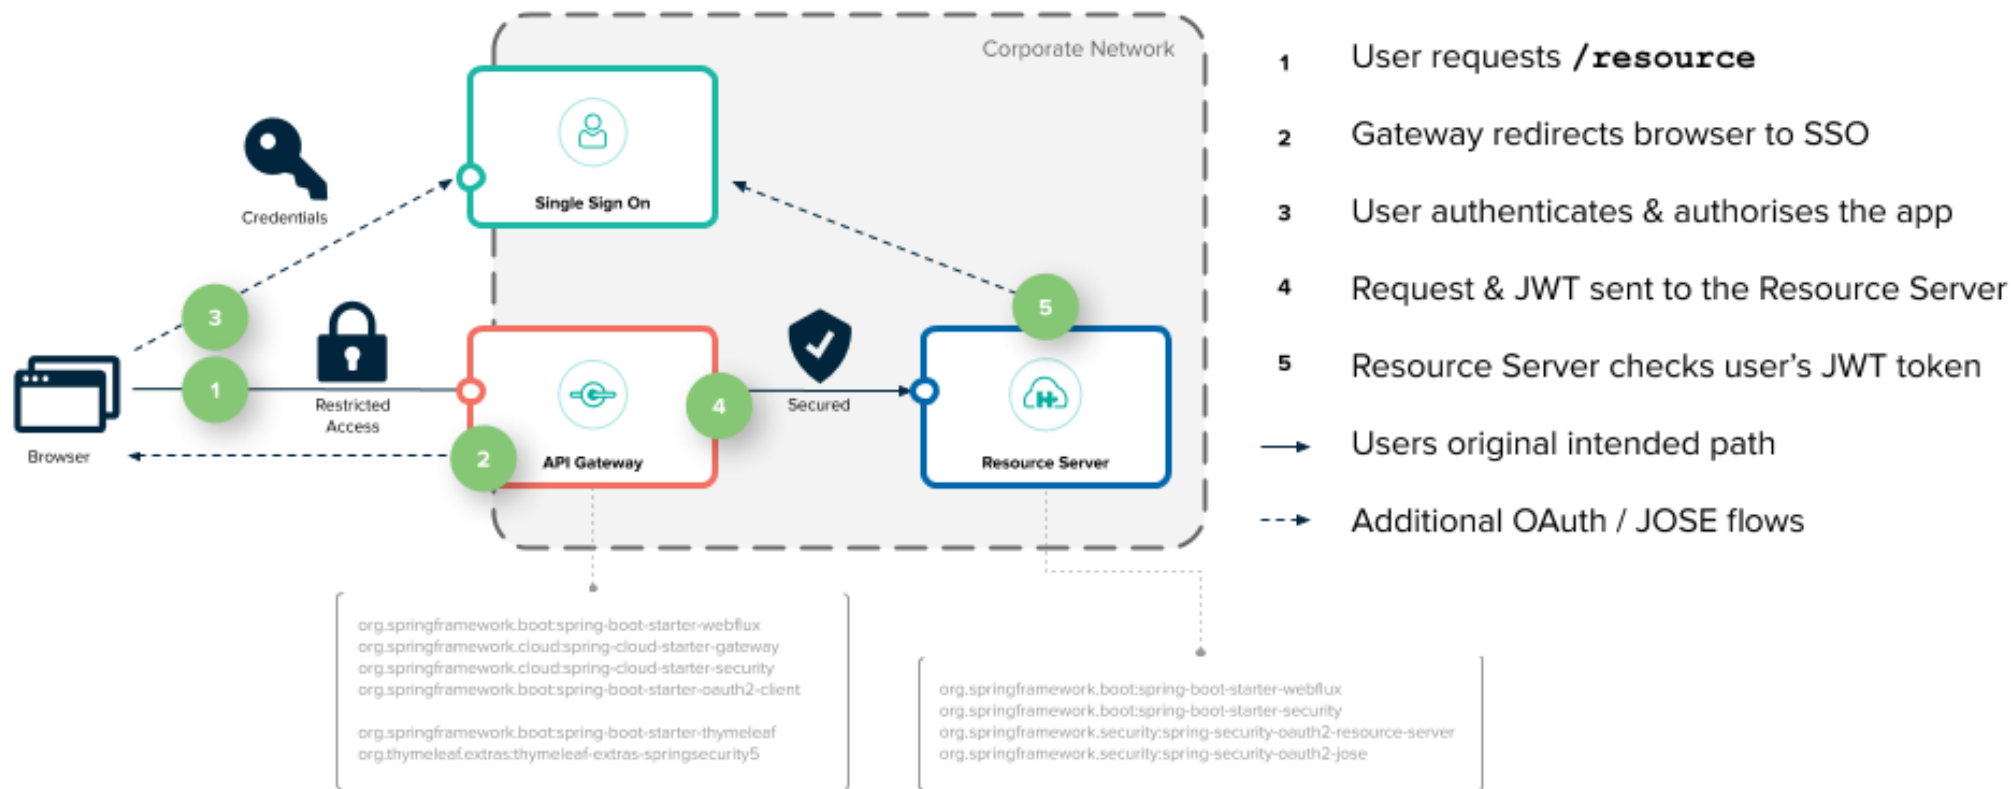 Corporate Network
Single Sign On
Credentials
3
5
1
Restricted
Access
4
Secured
Browser
2
API Gateway
Resource Server
org.springframework.boot:spring-boot-starter-webflux
org.springframework.cloud:spring-cloud-starter-gateway
org.springframework.cloud:spring-cloud-starter-security
org.springframework.boot:spring-boot-starter-oauth2-client
org.springframework.boot:spring-boot-starter-thymeleaf
org.thymeleaf.extras:thymeleaf-extras-springsecurity5
org.springframework.boot:spring-boot-starter-webflux
org.springframework.boot:spring-boot-starter-security
org.springframework.security:spring-security-oauth2-resource-server
org.springframework.security:spring-security-oauth2-jose
1 User requests /resource
2 Gateway redirects browser to SSO
3 User authenticates & authorises the app
4 Request & JWT sent to the Resource Server
5 Resource Server checks user's JWT token
Users original intended path
Additional OAuth / JOSE flows